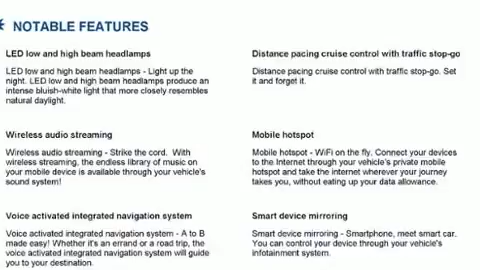 NOTABLE FEATURES
LED low and high beam headlamps
LED low and high beam headlamps - Light up the
night. LED low and high beam headlamps produce an
intense bluish-white light that more closely resembles
natural daylight.
Distance pacing cruise control with traffic stop-go
Distance pacing cruise control with traffic stop-go. Set
it and forget it.
Wireless audio streaming
Wireless audio streaming - Strike the cord. With
wireless streaming, the endless library of music on
your mobile device is available through your vehicle's
sound system!
Mobile hotspot
Mobile hotspot - WiFi on the fly. Connect your devices
to the Internet through your vehicle's private mobile
hotspot and take the internet wherever your journey
takes you, without eating up your data allowance.
Voice activated integrated navigation system
Voice activated integrated navigation system - A to B
made easy! Whether it's an errand or a road trip, the
voice activated integrated navigation system will guide
you to your destination.
Smart device mirroring
Smart device mirroring - Smartphone, meet smart car.
You can control your device through your vehicle's
infotainment system.